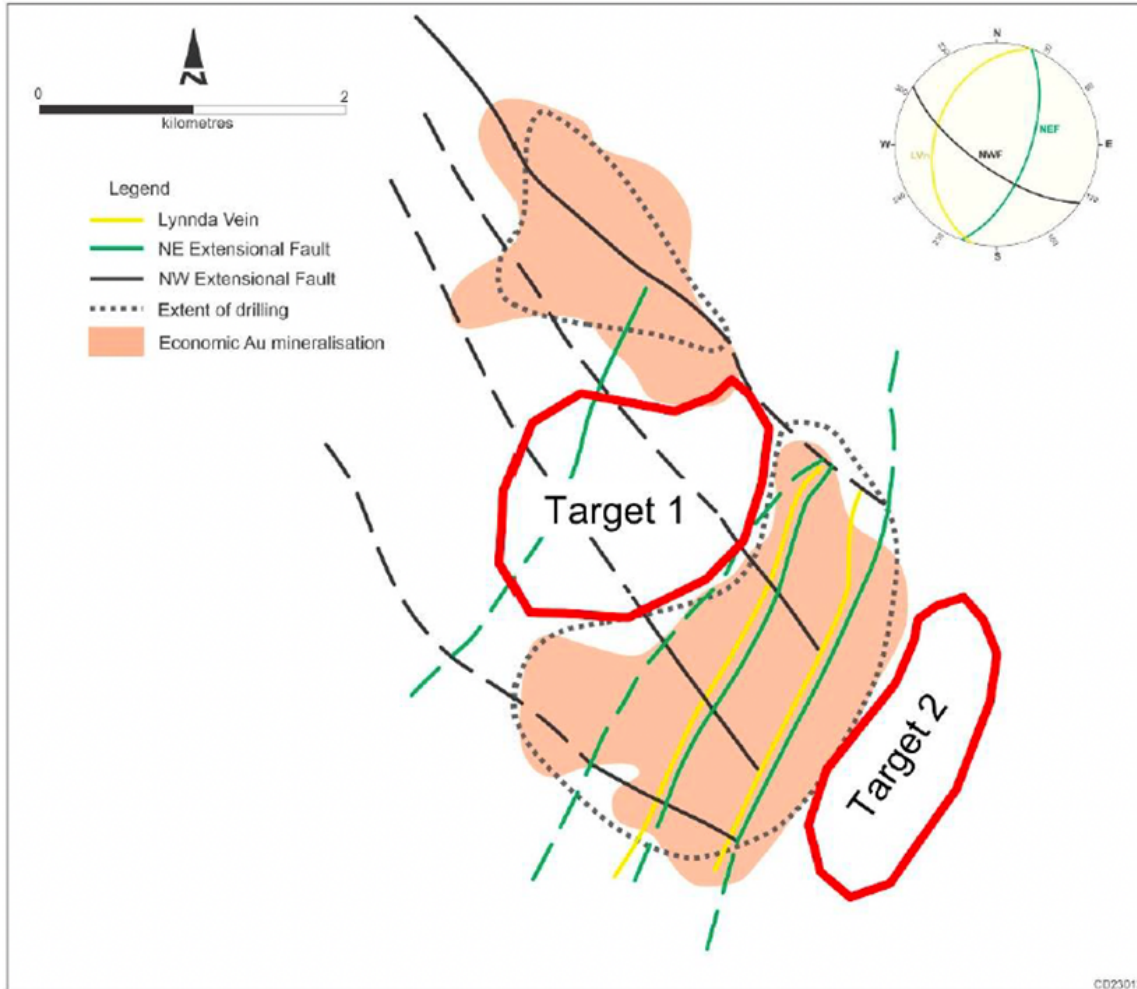 N
0
2
kilometres
Legend
Lynnda Vein
NE Extensional Fault
NW Extensional Fault
Extent of drilling
Economic Au mineralisation
N
W
E
S
NEF
NWF
Target 1
Target 2
CD2301